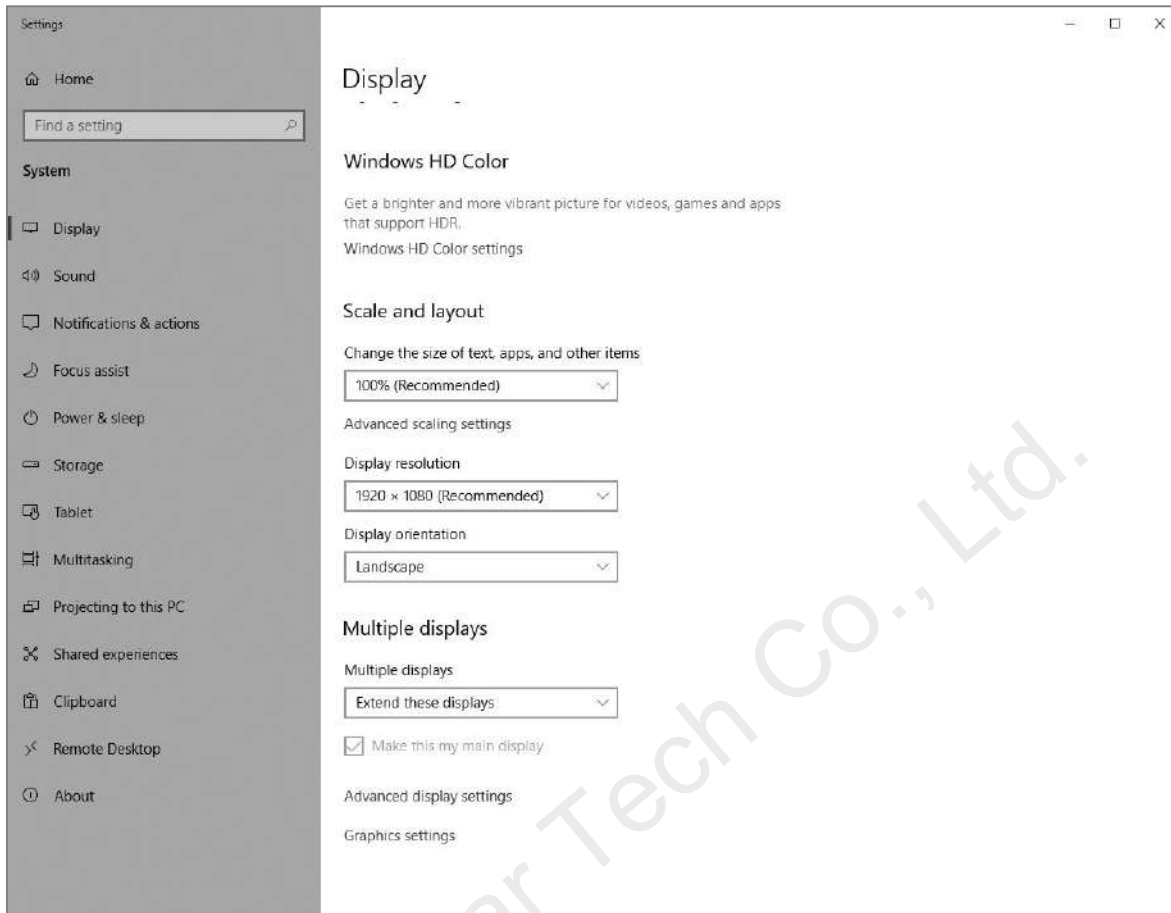 Settings
Home
Find a setting
System
Display
Sound
Notifications & actions
Focus assist
Power & sleep
Storage
Tablet
Multitasking
Projecting to this PC
Shared experiences
Clipboard
Remote Desktop
About
Display
Windows HD Color
Get a brighter and more vibrant picture for videos, games and apps
that support HDR.
Windows HD Color settings
Scale and layout
Change the size of text, apps, and other items
100% (Recommended)
Advanced scaling settings
Display resolution
1920 × 1080 (Recommended)
Display orientation
Landscape
Multiple displays
Multiple displays
Extend these displays
Make this my main display
Advanced display settings
Graphics settings
Tech Co., Ltd.